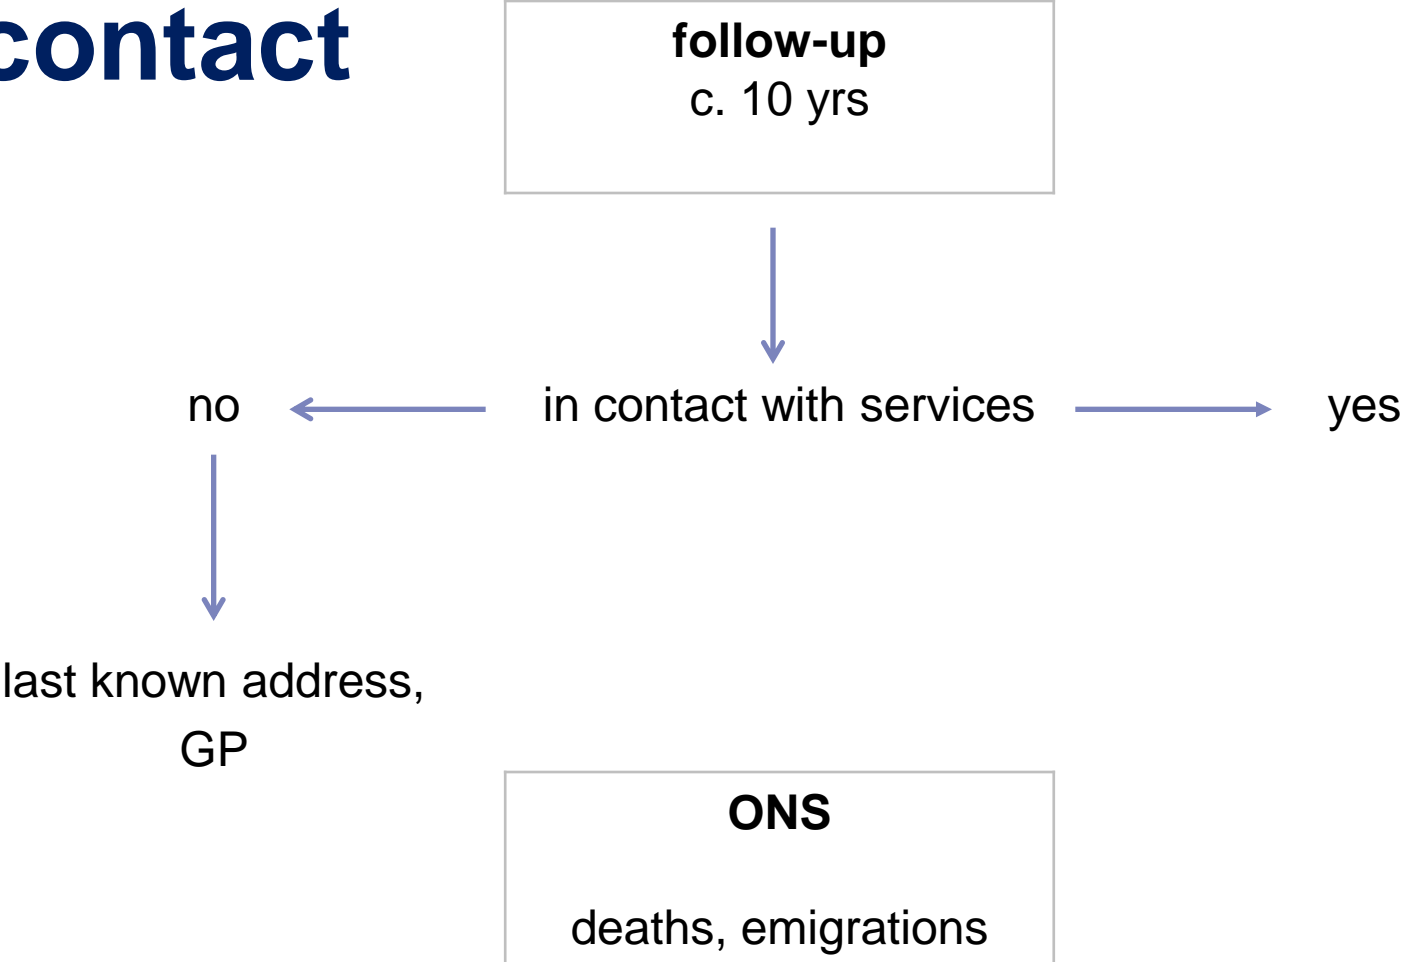 contact
follow-up
c. 10 yrs
no
in contact with services
yes
last known address,
GP
ONS
deaths, emigrations